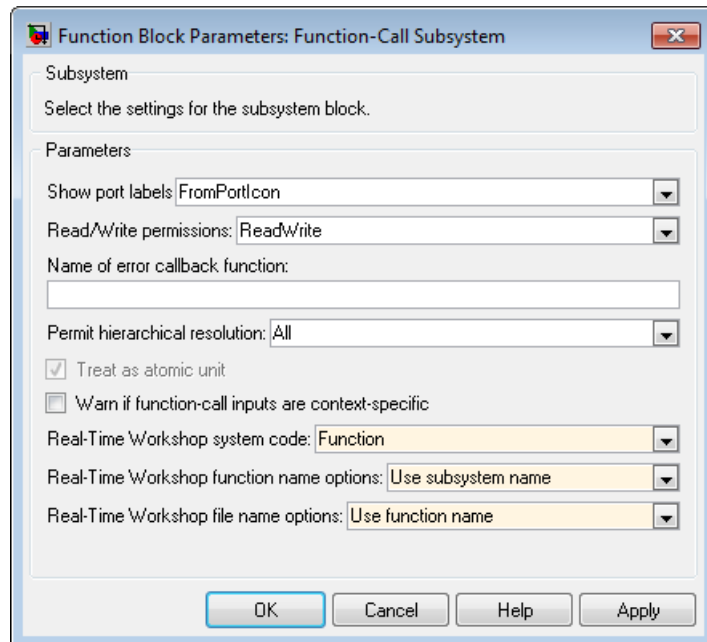 Function Block Parameters: Function-Call Subsystem
Subsystem
Select the settings for the subsystem block.
Parameters
Show port labels FromPortIcon
Read/Write permissions: ReadWrite
Name of error callback function:
Permit hierarchical resolution: All
Treat as atomic unit
Warn if function-call inputs are context-specific
Real-Time Workshop system code: Function
Real-Time Workshop function name options: Use subsystem name
Real-Time Workshop file name options: Use function name
OK Cancel Help Apply